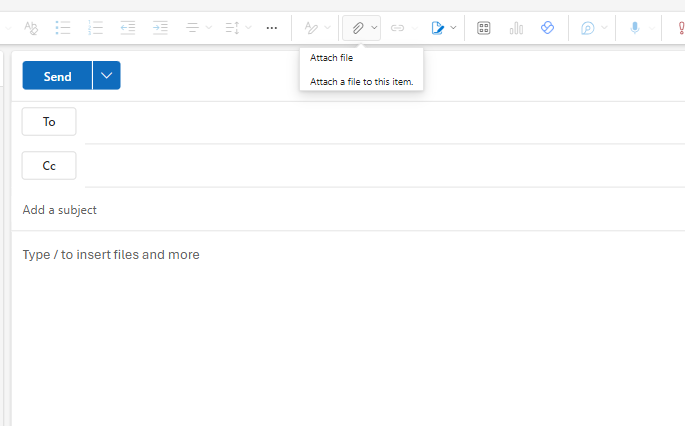 Attach file
Attach a file to this item.
Send
To
Cc
Add a subject
Type / to insert files and more